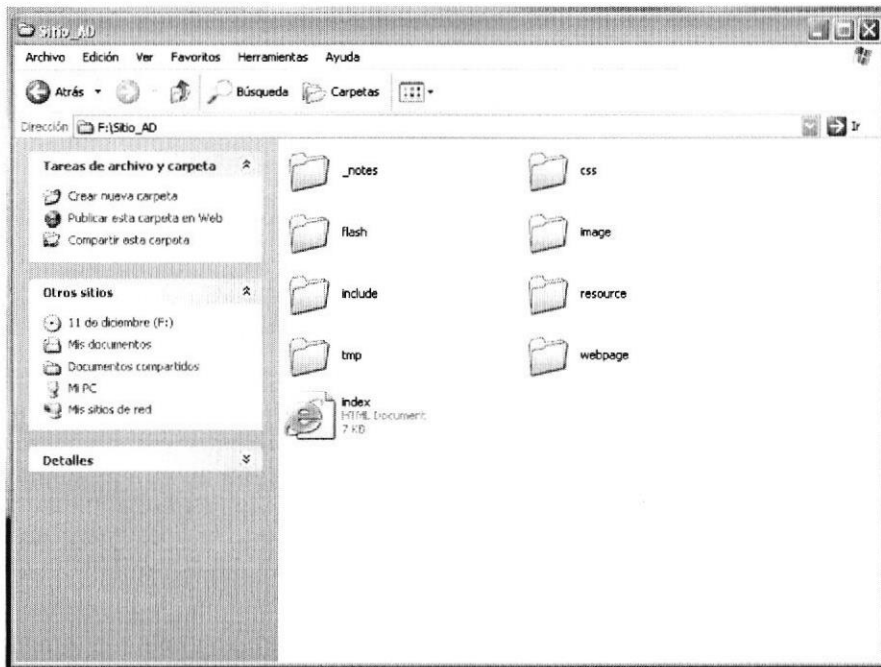 Sitio_AD
Archivo Edición Ver Favoritos Herramientas Ayuda
Atrás Búsqueda Carpetas
Dirección F:\Sitio_AD Ir
Tareas de archivo y carpeta
Crear nueva carpeta
Publicar esta carpeta en Web
Compartir esta carpeta
Otros sitios
11 de diciembre (F:)
Mis documentos
Documentos compartidos
Mi PC
Mis sitios de red
Detalles
_notes
css
flash
image
include
resource
tmp
webpage
index
HTML Document
7 KB